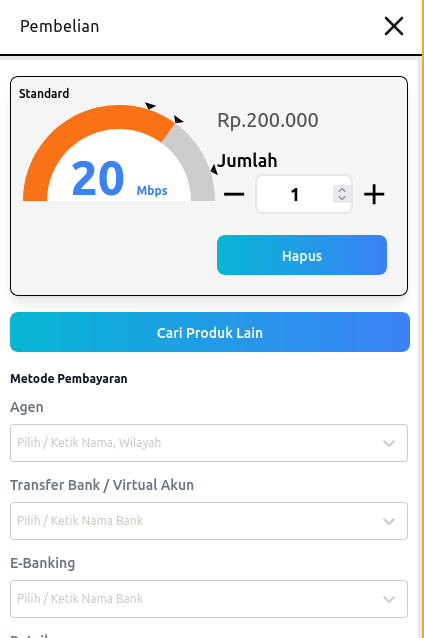 Pembelian
Standard
Rp.200.000
20 Mbps
Jumlah
1
Hapus
Cari Produk Lain
Metode Pembayaran
Agen
Pilih / Ketik Nama, Wilayah
Transfer Bank / Virtual Akun
Pilih / Ketik Nama Bank
E-Banking
Pilih / Ketik Nama Bank